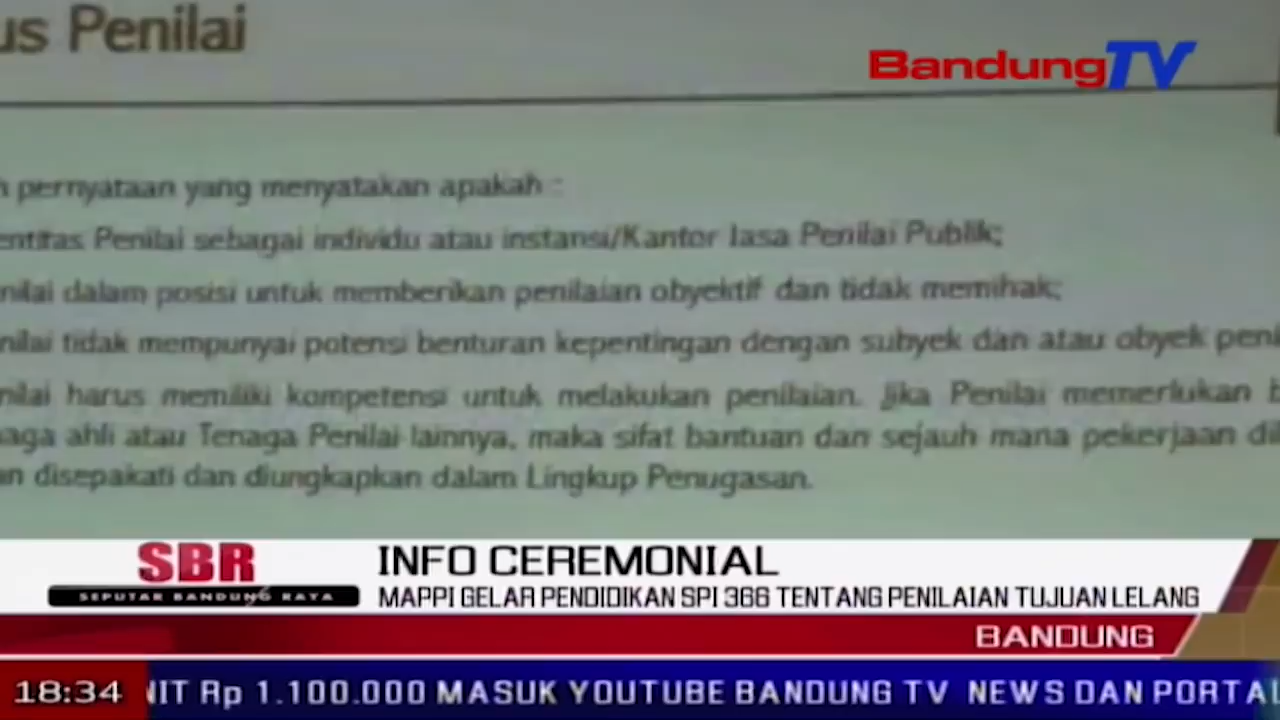 us Penilai
BandungTV
pernyataan yang menyatakan apakah :
entitas Penilai sebagai individu atau instansi/Kantor Jasa Penilai Publik;
nilai dalam posisi untuk memberikan penilaian obyektif dan tidak memihak;
nilai tidak mempunyai potensi benturan kepentingan dengan subyek dan atau obyek peni
nilai harus memiliki kompetensi untuk melakukan penilaian. Jika Penilai memerlukan
aga ahli atau Tenaga Penilai lainnya, maka sifat bantuan dan sejauh mana pekerjaan
an disepakati dan diungkapkan dalam Lingkup Penugasan.
SBR
SEPUTAR BANDUNG RAYA
INFO CEREMONIAL
MAPPI GELAR PENDIDIKAN SPI 366 TENTANG PENILAIAN TUJUAN LELANG
BANDUNG
18:34 NIT Rp 1.100.000 MASUK YOUTUBE BANDUNG TV NEWS DAN PORTA